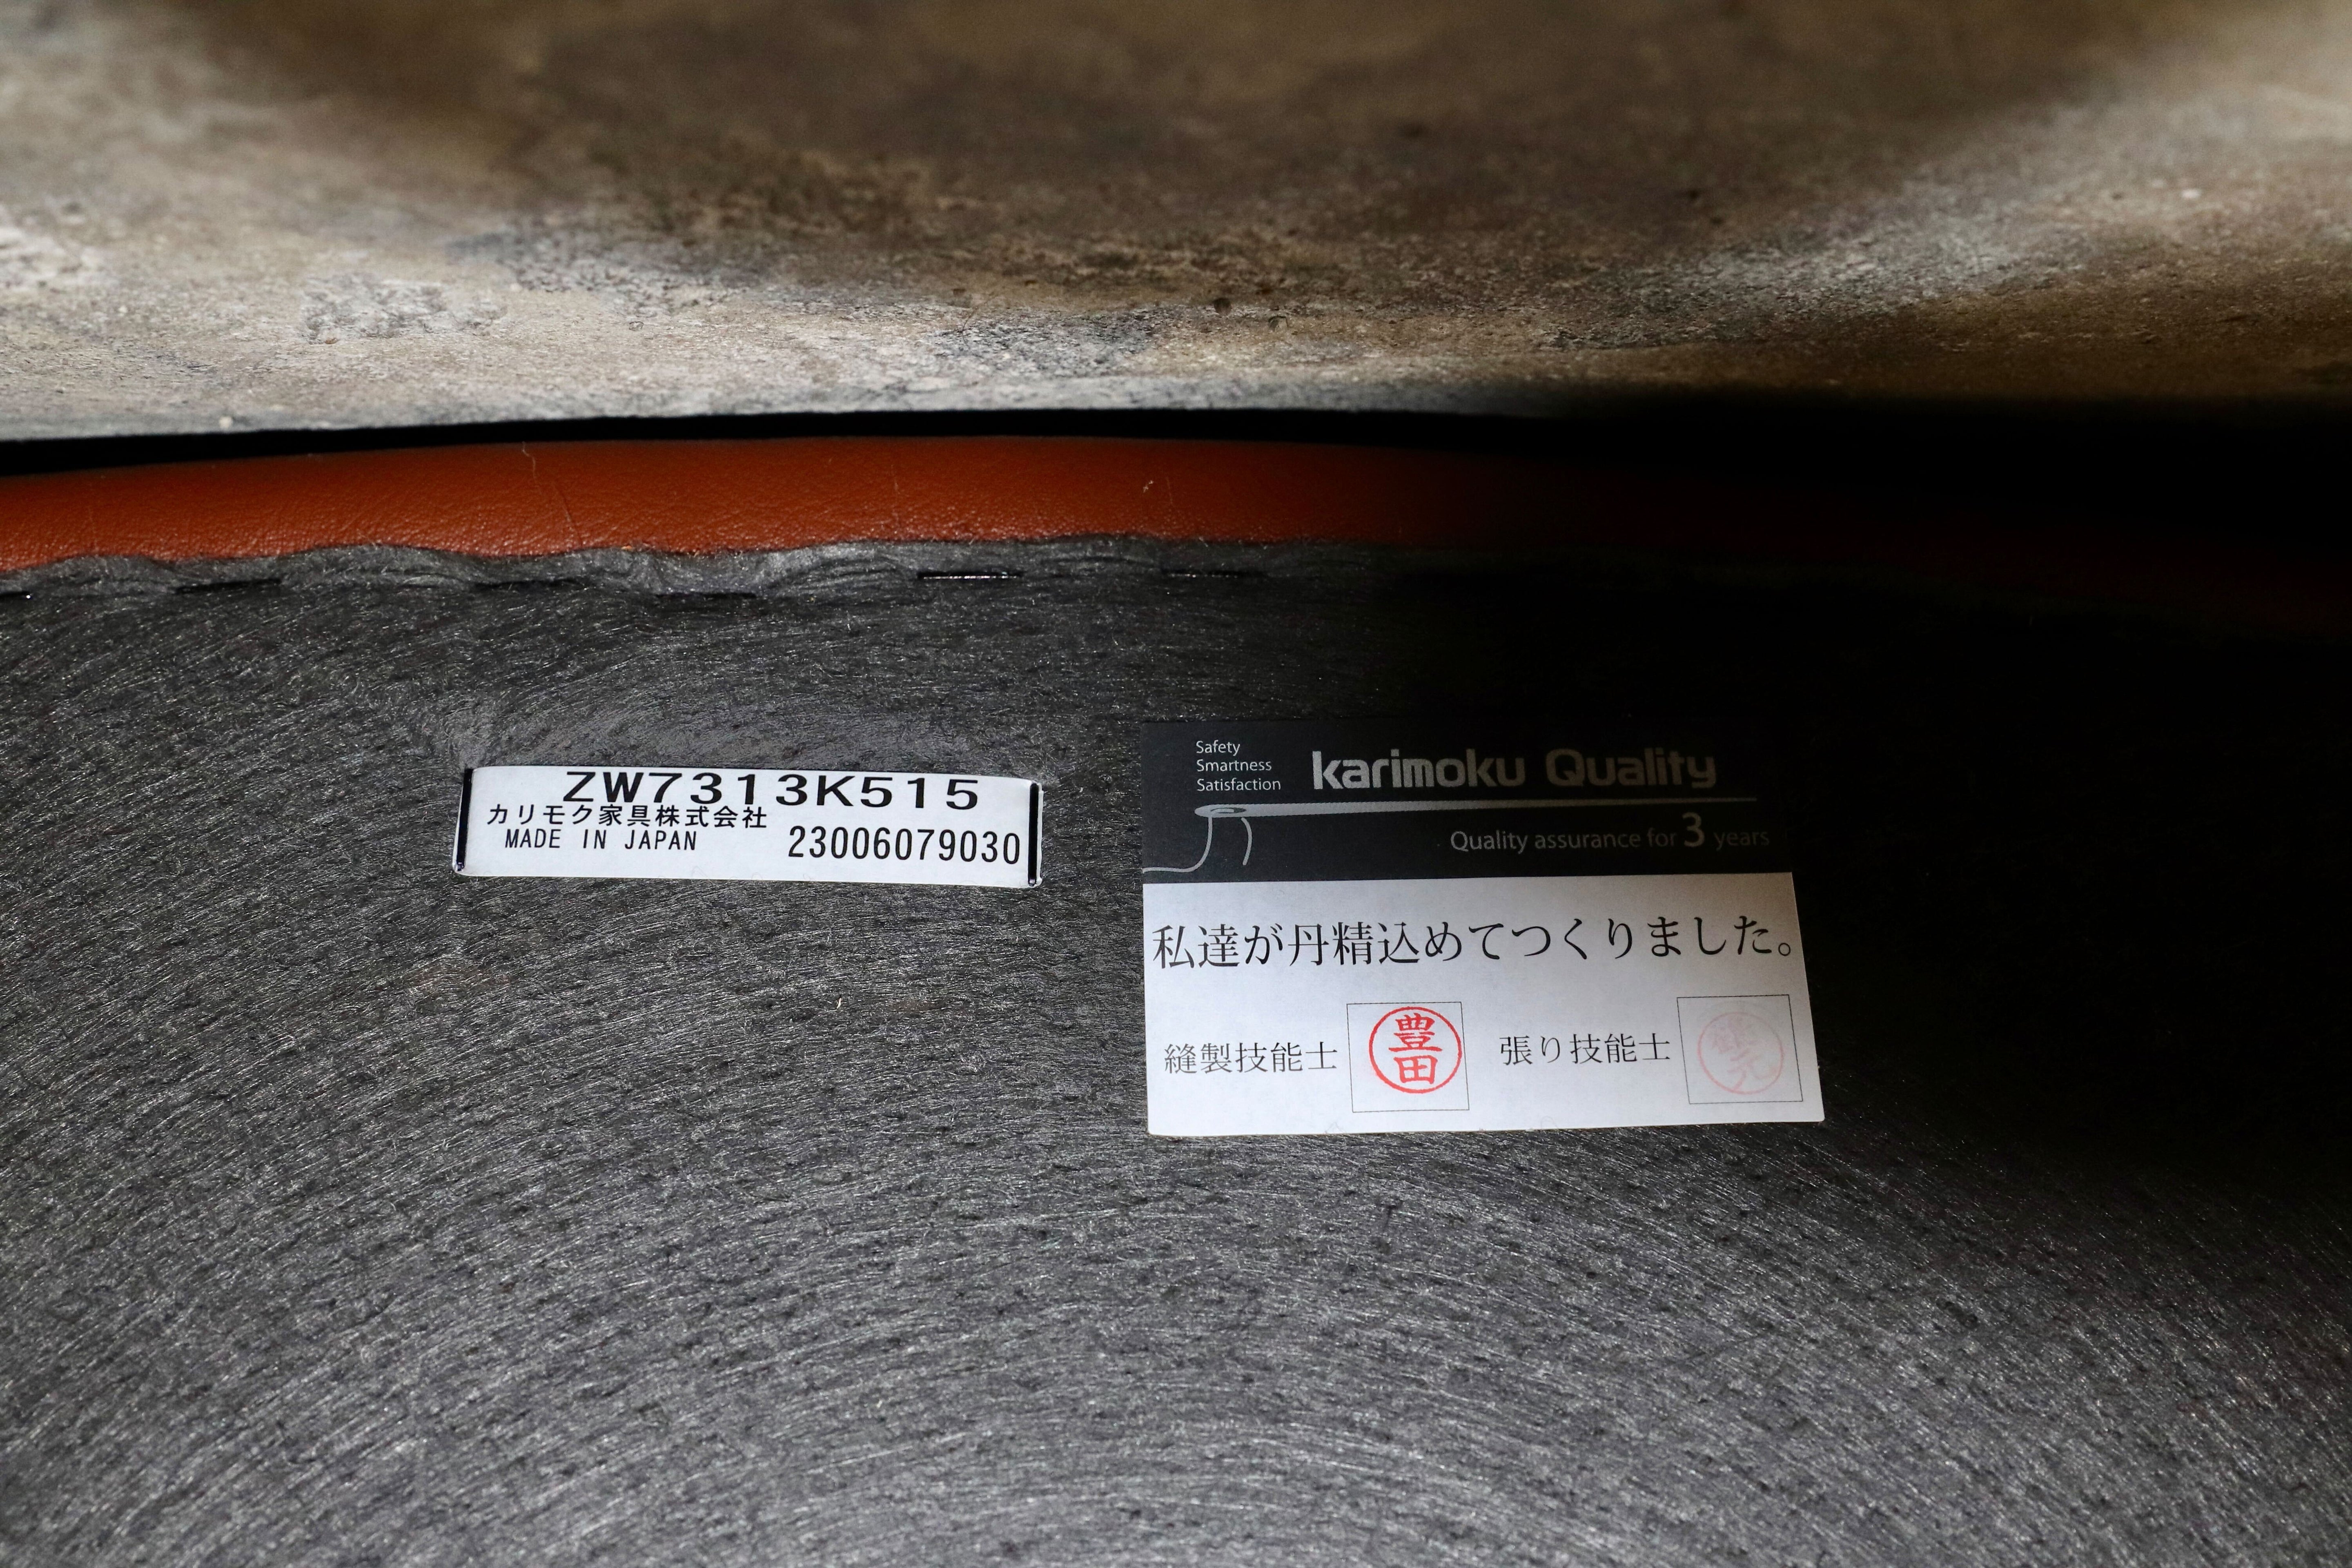 ZW7313K515
カリモク家具株式会社
MADE IN JAPAN 23006079030
Safety
Smartness
Satisfaction
karimoku Quality
Quality assurance for 3 years
私達が丹精込めてつくりました。
縫製技能士 豊田 張り技能士